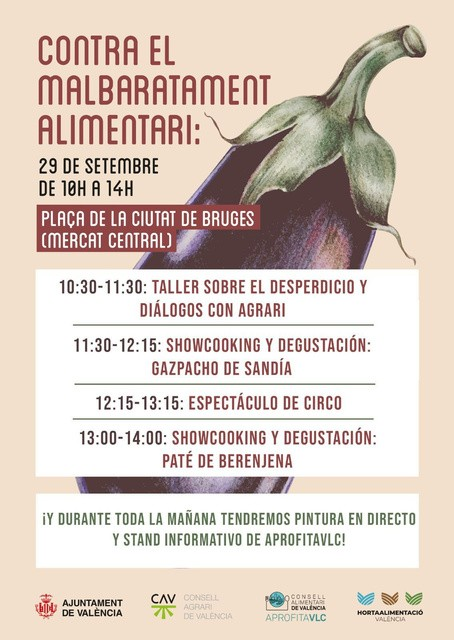 CONTRA EL
MALBARATAMENT
ALIMENTARI:
29 DE SETEMBRE
DE 10H A 14H
PLAÇA DE LA CIUTAT DE BRUGES
(MERCAT CENTRAL)
10:30-11:30: TALLER SOBRE EL DESPERDICIO Y
DIÁLOGOS CON AGRARI
11:30-12:15: SHOWCOOKING Y DEGUSTACIÓN:
GAZPACHO DE SANDÍA
12:15-13:15: ESPECTÁCULO DE CIRCO
13:00-14:00: SHOWCOOKING Y DEGUSTACIÓN:
PATÉ DE BERENJENA
¡Y DURANTE TODA LA MAÑANA TENDREMOS PINTURA EN DIRECTO
Y STAND INFORMATIVO DE APROFITAVLC!
AJUNTAMENT
DE VALÈNCIA
CAV
CONSELL
AGRARI
DE VALÈNCIA
CONSELL
ALIMENTARI
DE VALÈNCIA
APROFITAVLC
HORTAALIMENTACIÓ
VALÈNCIA